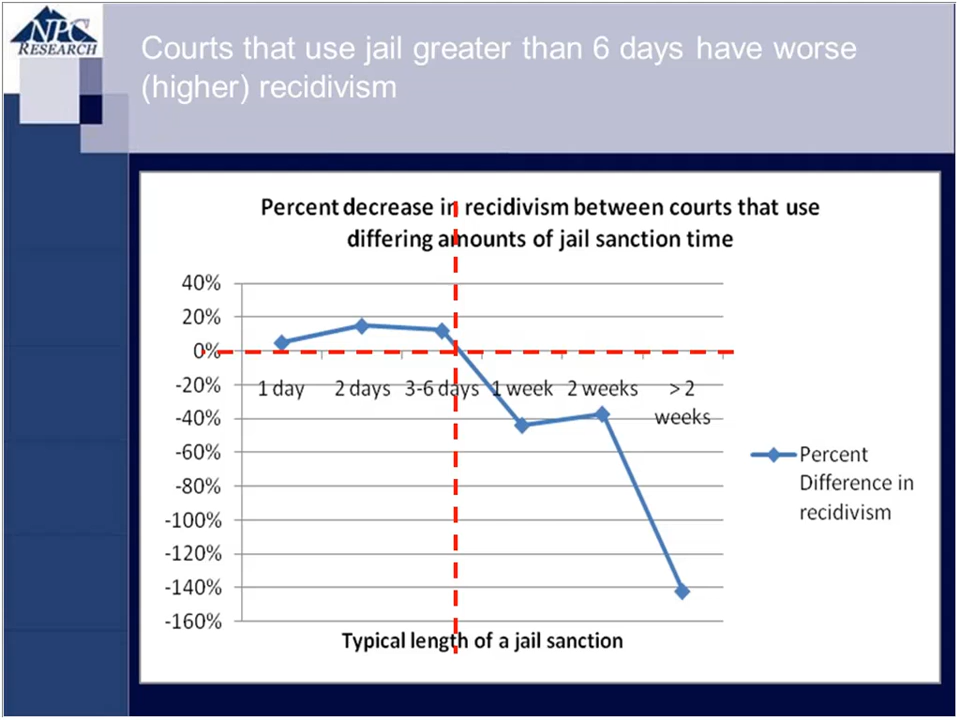 NPC
RESEARCH
Courts that use jail greater than 6 days have worse
(higher) recidivism
Percent decrease in recidivism between courts that use
differing amounts of jail sanction time
40%
20%
0%
-20%
-40%
-60%
-80%
-100%
-120%
-140%
-160%
1 day
2 days
3-6 days
1 week
2 weeks
> 2
weeks
Percent
Difference in
recidivism
Typical length of a jail sanction